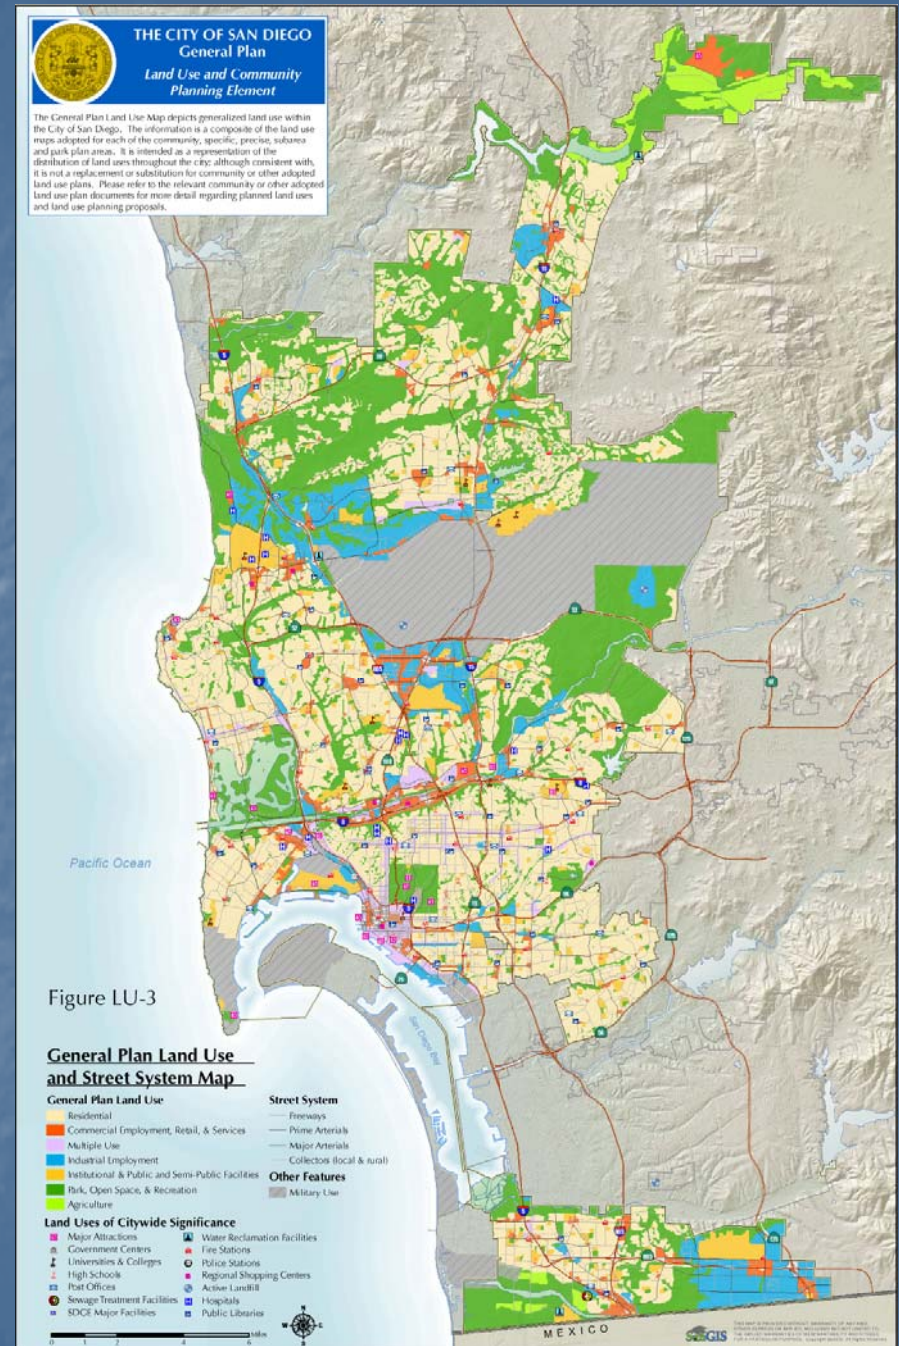 THE CITY OF SAN DIEGO
General Plan
Land Use and Community
Planning Element
The General Plan Land Use Map depicts generalized land use within
the City of San Diego. The information is a composite of the land use
maps adopted for each of the community, specific, precise, subarea
and park plan areas. It is intended as a representation of the
distribution of land uses throughout the city; although consistent with,
it is not a replacement or substitution for community or other adopted
land use plans. Please refer to the relevant community or other adopted
land use plan documents for more detail regarding planned land uses
and land use planning proposals.
Pacific Ocean
San Diego Bay
Figure LU-3
General Plan Land Use
and Street System Map
General Plan Land Use
Residential
Commercial Employment, Retail, & Services
Multiple Use
Industrial Employment
Institutional & Public and Semi-Public Facilities
Park, Open Space, & Recreation
Agriculture
Street System
Freeways
Prime Arterials
Major Arterials
Collectors (local & rural)
Other Features
Military Use
Land Uses of Citywide Significance
Major Attractions
Government Centers
Universities & Colleges
High Schools
Post Offices
Sewage Treatment Facilities
SDGE Major Facilities
Water Reclamation Facilities
Fire Stations
Police Stations
Regional Shopping Centers
Active Landfill
Hospitals
Public Libraries
N
W E
S
0 1 2 4 6 Miles
MEXICO
SanGIS